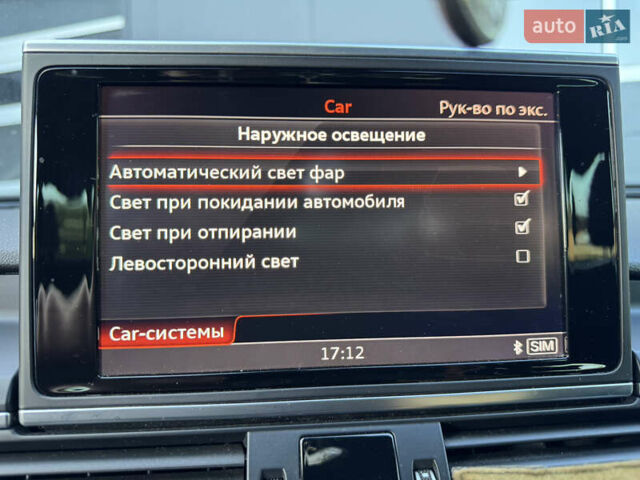 auto RIA.com
Car Рук-во по экс.
Наружное освещение
Автоматический свет фар
Свет при покидании автомобиля
Свет при отпирании
Левосторонний свет
Car-системы
17:12 SIM